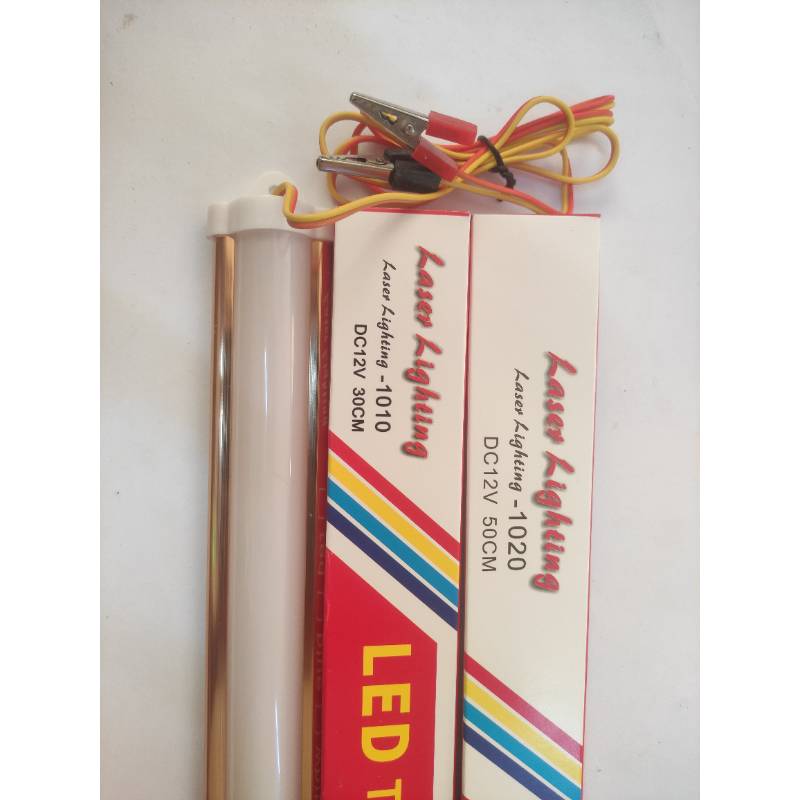 Laser Lighting
Laser Lighting -1010
DC12V 30CM
LED T
Laser Lighting
Laser Lighting -1020
DC12V 50CM